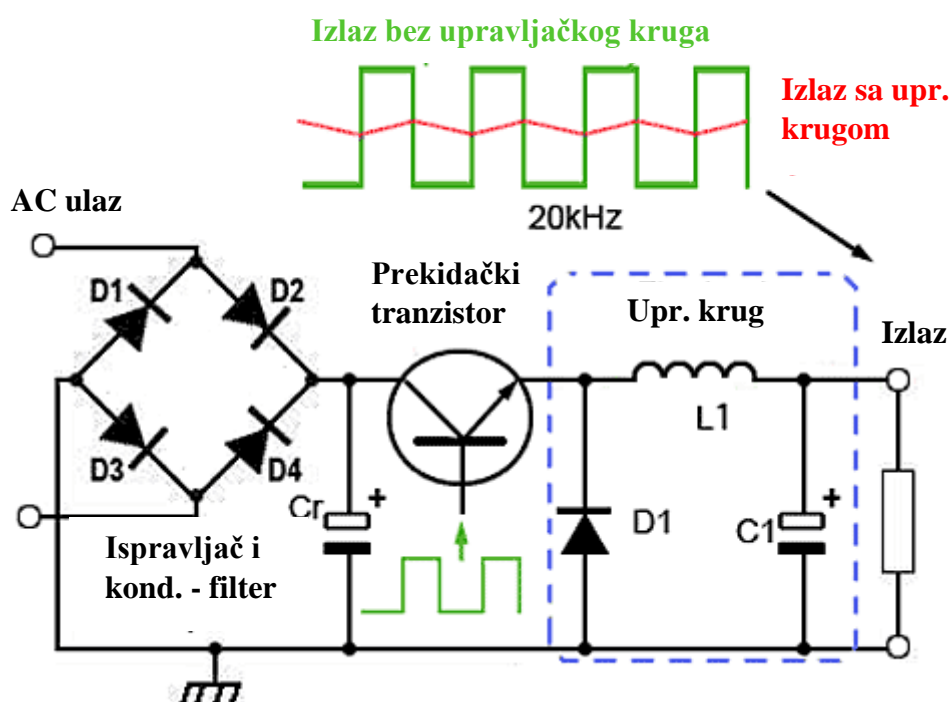 Izlaz bez upravljačkog kruga
Izlaz sa upr.
krugom
20kHz
AC ulaz
D1
D2
Prekidački
tranzistor
Upr. krug
Izlaz
L1
D3
D4
Cr
+
D1
C1
+
Ispravljač i
kond. - filter